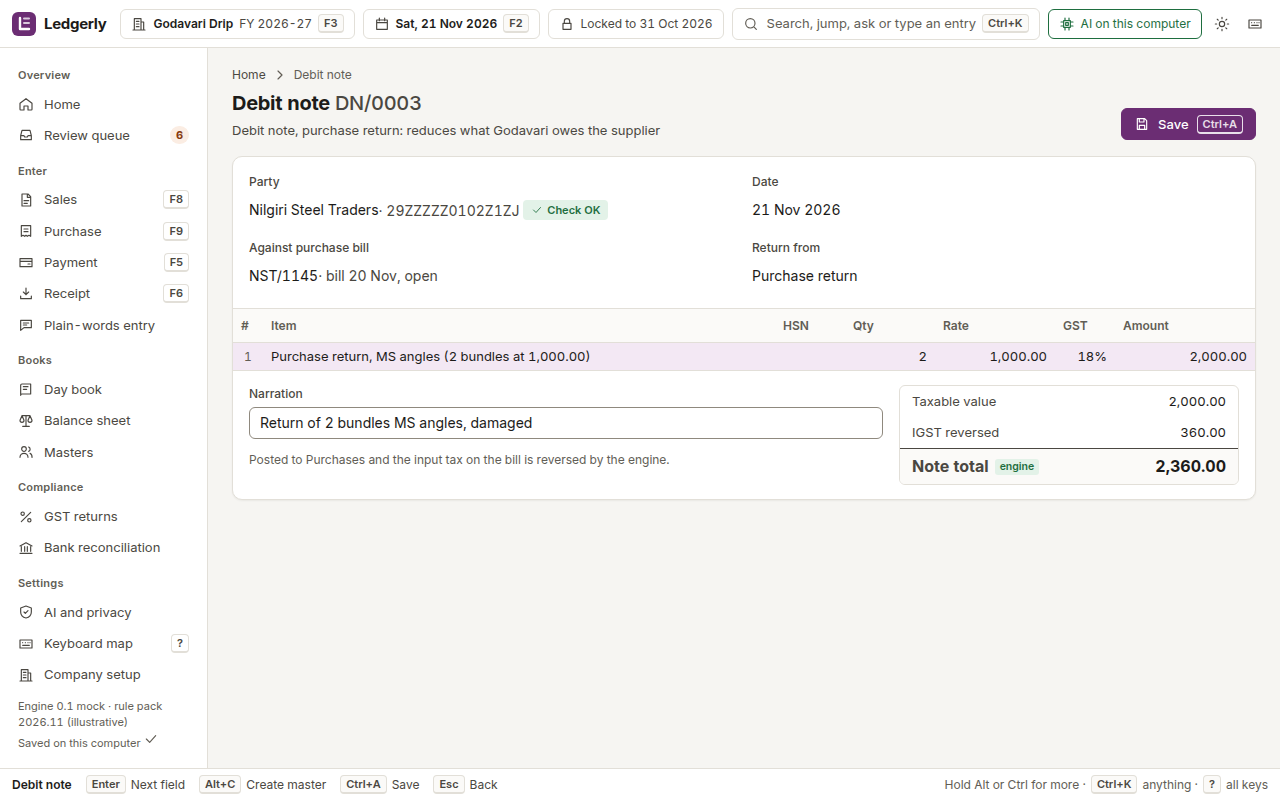 Ledgerly
Godavari Drip FY 2026-27 F3
Sat, 21 Nov 2026 F2
Locked to 31 Oct 2026
Search, jump, ask or type an entry Ctrl+K
AI on this computer
Overview
Home
Review queue 6
Enter
Sales F8
Purchase F9
Payment F5
Receipt F6
Plain-words entry
Books
Day book
Balance sheet
Masters
Compliance
GST returns
Bank reconciliation
Settings
AI and privacy
Keyboard map ?
Company setup
Engine 0.1 mock · rule pack
2026.11 (illustrative)
Saved on this computer
Home Debit note
Debit note DN/0003
Debit note, purchase return: reduces what Godavari owes the supplier
Save Ctrl+A
Party
Nilgiri Steel Traders· 29ZZZZZ0102Z1ZJ Check OK
Date
21 Nov 2026
Against purchase bill
NST/1145· bill 20 Nov, open
Return from
Purchase return
# Item HSN Qty Rate GST Amount
1 Purchase return, MS angles (2 bundles at 1,000.00) 2 1,000.00 18% 2,000.00
Narration
Return of 2 bundles MS angles, damaged
Posted to Purchases and the input tax on the bill is reversed by the engine.
Taxable value 2,000.00
IGST reversed 360.00
Note total engine 2,360.00
Debit note Enter Next field Alt+C Create master Ctrl+A Save Esc Back
Hold Alt or Ctrl for more · Ctrl+K anything · ? all keys